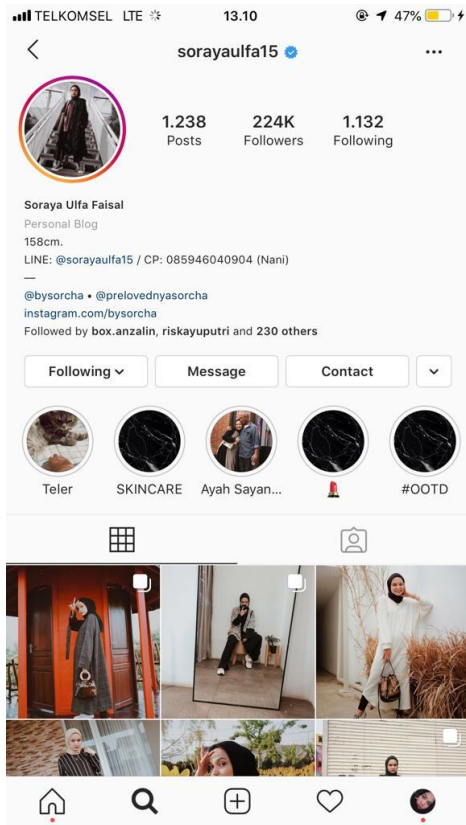 TELKOMSEL LTE 13.10 47%
sorayaulfa15
1.238 224K 1.132
Posts Followers Following
Soraya Ulfa Faisal
Personal Blog
158cm.
LINE: @sorayaulfa15 / CP: 085946040904 (Nani)
—
@bysorcha • @prelovednyasorcha
instagram.com/bysorcha
Followed by box.anzalin, riskayuputri and 230 others
Following Message Contact
Teler SKINCARE Ayah Sayan... 💄 #OOTD